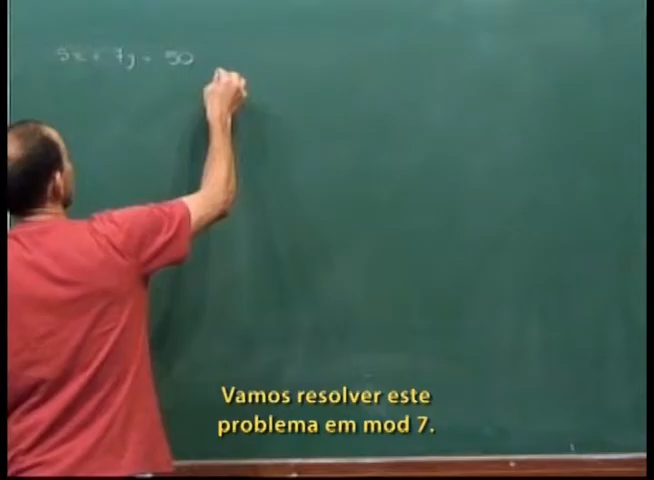 5x + 7y = 50
Vamos resolver este
problema em mod 7.